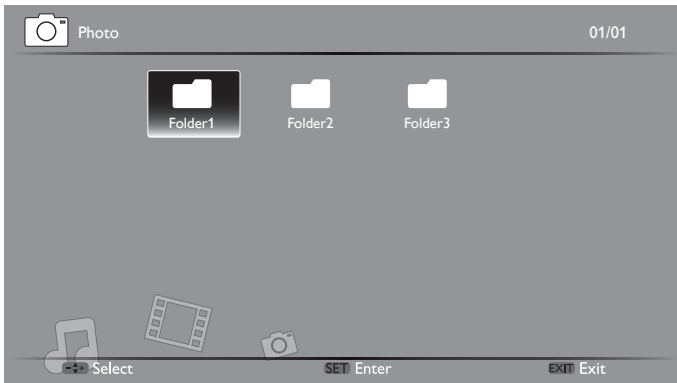 Photo 01/01
Folder1 Folder2 Folder3
Select SET Enter EXIT Exit